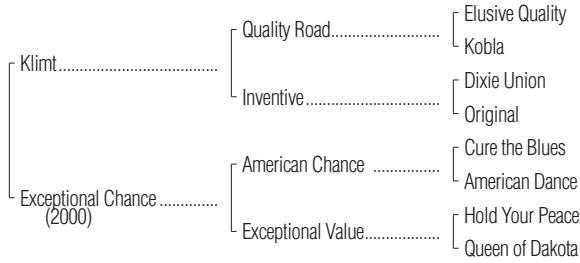 Elusive Quality
Quality Road
Kobla
Klimt
Dixie Union
Inventive
Original
Cure the Blues
American Chance
American Dance
Exceptional Chance
(2000)
Hold Your Peace
Exceptional Value
Queen of Dakota